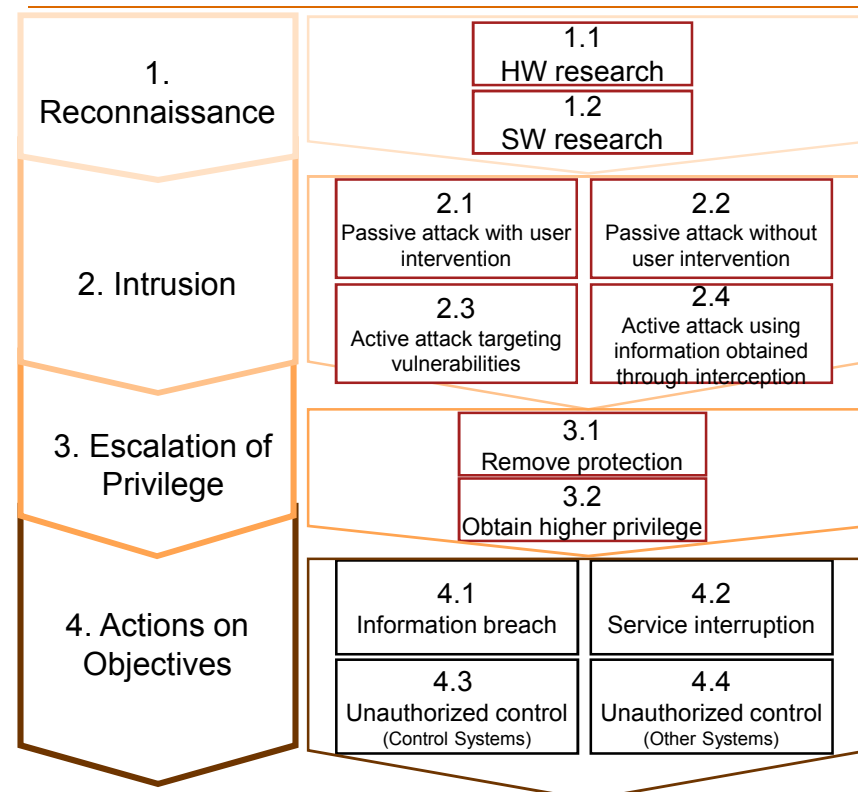 1.
Reconnaissance
1.1
HW research
1.2
SW research
2. Intrusion
2.1
Passive attack with user
intervention
2.2
Passive attack without
user intervention
2.3
Active attack targeting
vulnerabilities
2.4
Active attack using
information obtained
through interception
3. Escalation of
Privilege
3.1
Remove protection
3.2
Obtain higher privilege
4. Actions on
Objectives
4.1
Information breach
4.2
Service interruption
4.3
Unauthorized control
(Control Systems)
4.4
Unauthorized control
(Other Systems)